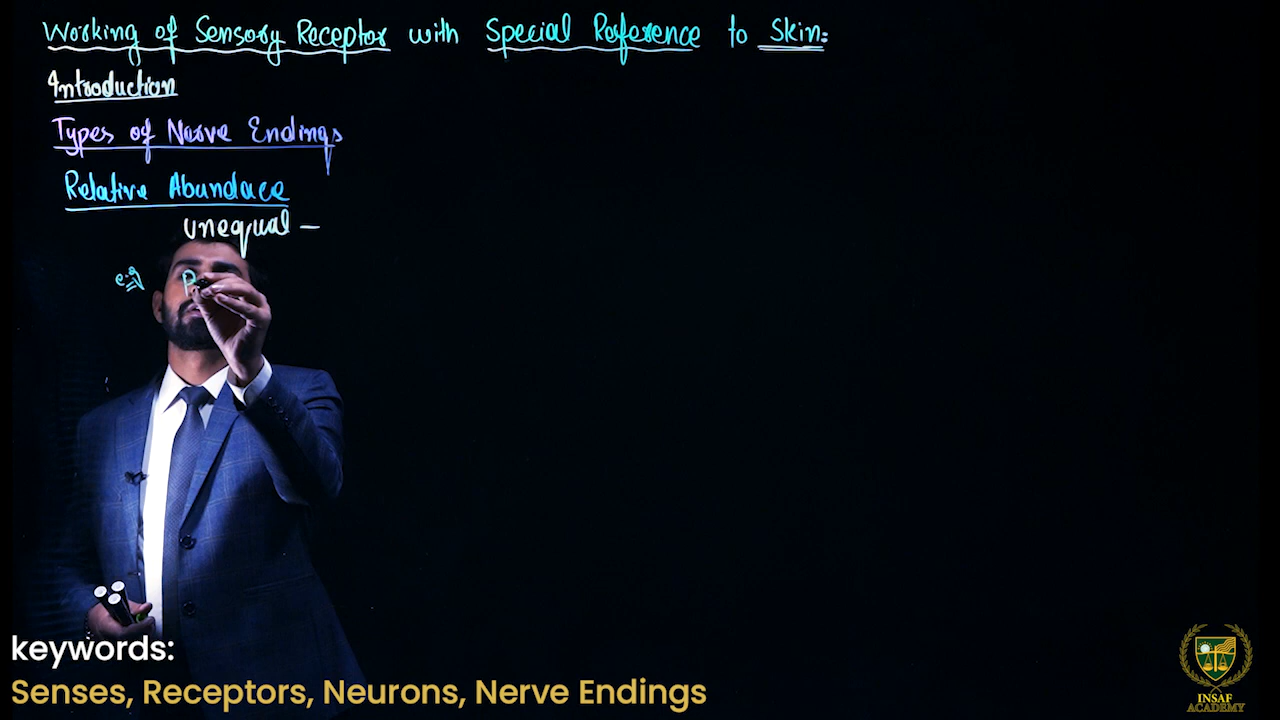 Working of Sensory Receptor with Special Reference to Skin:
Introduction
Types of Nerve Endings
Relative Abundace
unequal –
e.g P
keywords:
Senses, Receptors, Neurons, Nerve Endings
INSAF
ACADEMY